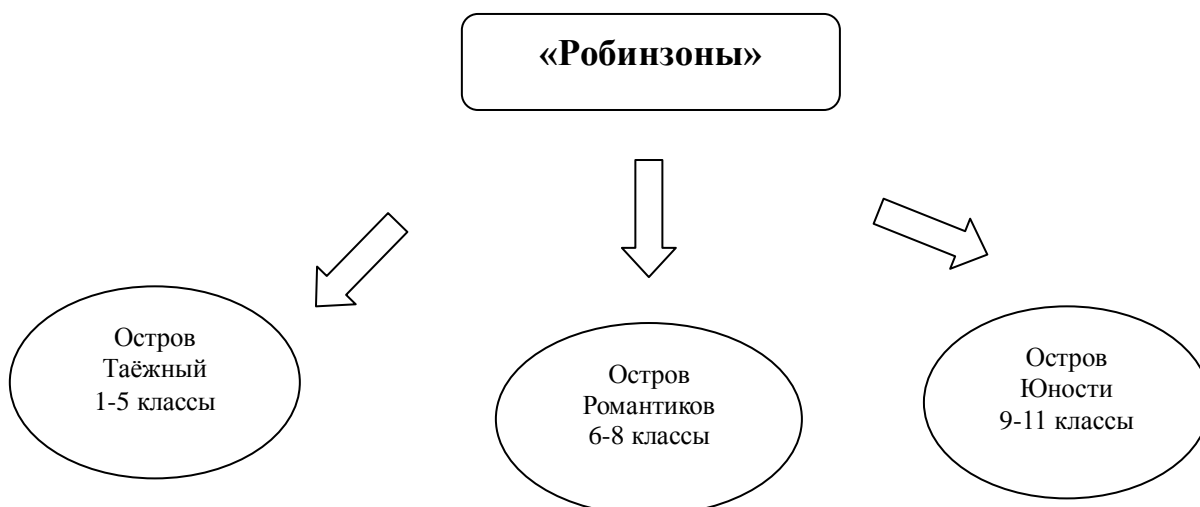 «Робинзоны»
Остров
Таёжный
1-5 классы
Остров
Романтиков
6-8 классы
Остров
Юности
9-11 классы